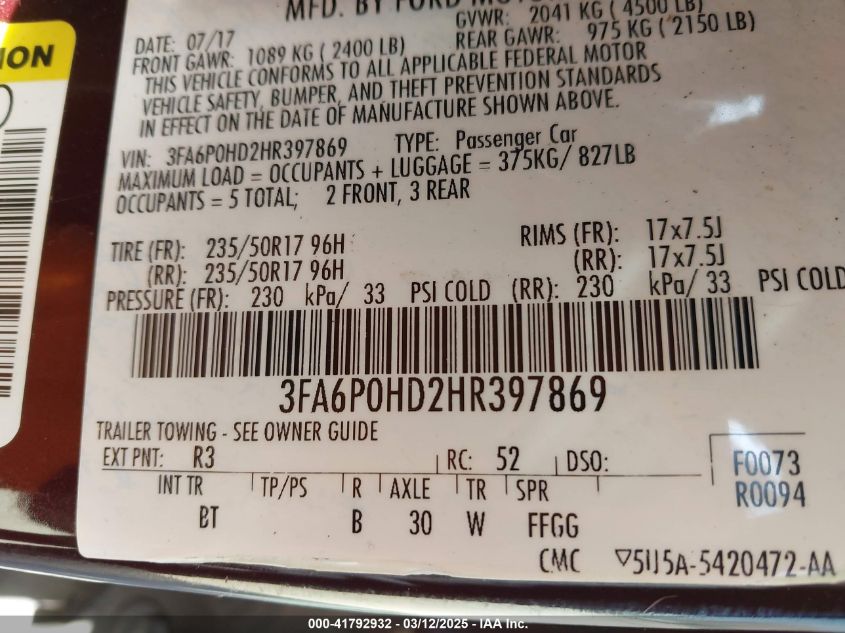 MFD. BY FORD MOTOR
DATE: 07/17 GVWR: 2041 KG ( 4500 LB)
FRONT GAWR: 1089 KG ( 2400 LB) REAR GAWR: 975 KG ( 2150 LB)
THIS VEHICLE CONFORMS TO ALL APPLICABLE FEDERAL MOTOR
VEHICLE SAFETY, BUMPER, AND THEFT PREVENTION STANDARDS
IN EFFECT ON THE DATE OF MANUFACTURE SHOWN ABOVE.
VIN: 3FA6P0HD2HR397869 TYPE: Passenger Car
MAXIMUM LOAD = OCCUPANTS + LUGGAGE = 375KG/ 827LB
OCCUPANTS = 5 TOTAL; 2 FRONT, 3 REAR
TIRE (FR): 235/50R17 96H RIMS (FR): 17x7.5J
(RR): 235/50R17 96H (RR): 17x7.5J
PRESSURE (FR): 230 kPa/ 33 PSI COLD (RR): 230 kPa/ 33 PSI COLD
3FA6P0HD2HR397869
TRAILER TOWING - SEE OWNER GUIDE
EXT PNT: R3 RC: 52 DSO: F0073
INT TR TP/PS R AXLE TR SPR R0094
BT B 30 W FFGG
CMC ▽5U5A-5420472-AA
000-41792932 - 03/12/2025 - IAA Inc.